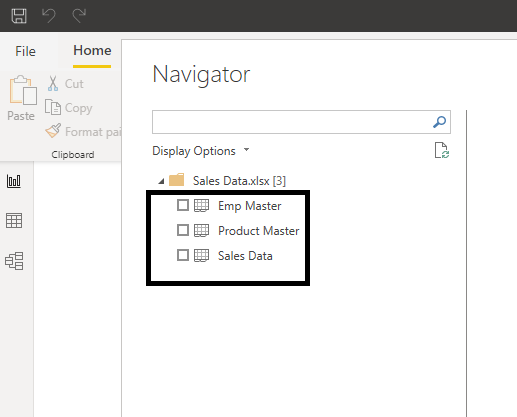 File Home
Navigator
Cut
Copy
Paste
Format pai
Clipboard
Display Options
Sales Data.xlsx [3]
Emp Master
Product Master
Sales Data